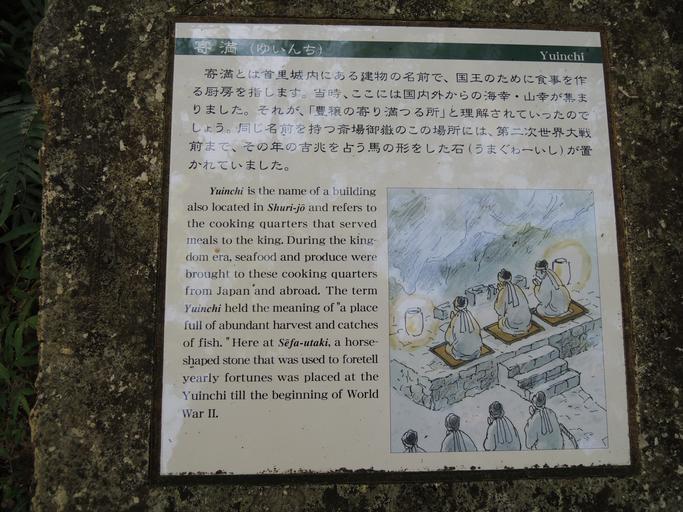 寄満（ゆいんち）
Yuinchi
寄満とは首里城内にある建物の名前で、国王のために食事を作
る厨房を指します。当時、ここには国内外からの海幸・山幸が集ま
りました。それが、「豊穣の寄り満つる所」と理解されていったので
しょう。同じ名前を持つ斎場御嶽のこの場所には、第二次世界大戦
前まで、その年の吉兆を占う馬の形をした石（うまぐゎーいし）が置
かれていました。
Yuinchi is the name of a building
also located in Shuri-jō and refers to
the cooking quarters that served
meals to the king. During the king-
dom era, seafood and produce were
brought to these cooking quarters
from Japan and abroad. The term
Yuinchi held the meaning of "a place
full of abundant harvest and catches
of fish." Here at Sēfa-utaki, a horse-
shaped stone that was used to foretell
yearly fortunes was placed at the
Yuinchi till the beginning of World
War II.